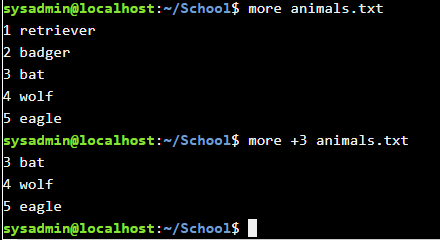 sysadmin@localhost:~/School$ more animals.txt
1 retriever
2 badger
3 bat
4 wolf
5 eagle
sysadmin@localhost:~/School$ more +3 animals.txt
3 bat
4 wolf
5 eagle
sysadmin@localhost:~/School$